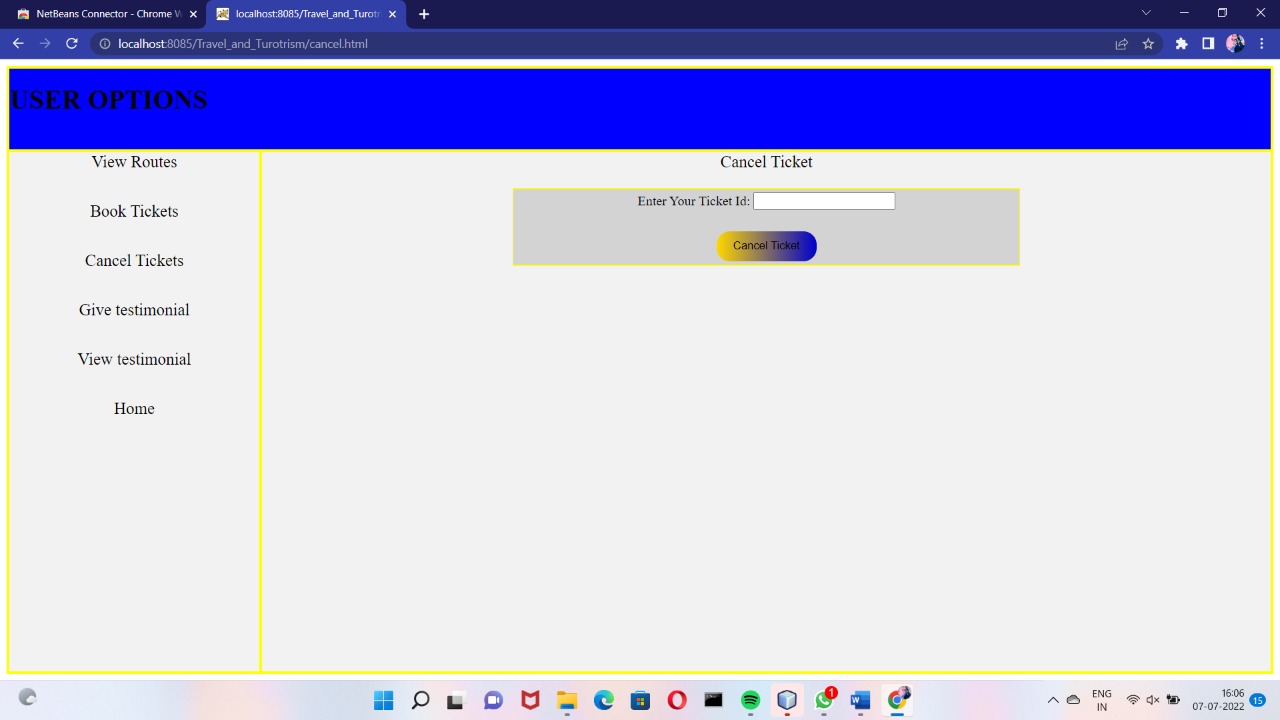 NetBeans Connector - Chrome W
localhost:8085/Travel_and_Turotr
localhost:8085/Travel_and_Turotrism/cancel.html
USER OPTIONS
View Routes
Book Tickets
Cancel Tickets
Give testimonial
View testimonial
Home
Cancel Ticket
Enter Your Ticket Id:
Cancel Ticket
1
W
ENG
IN
16:06
07-07-2022
15